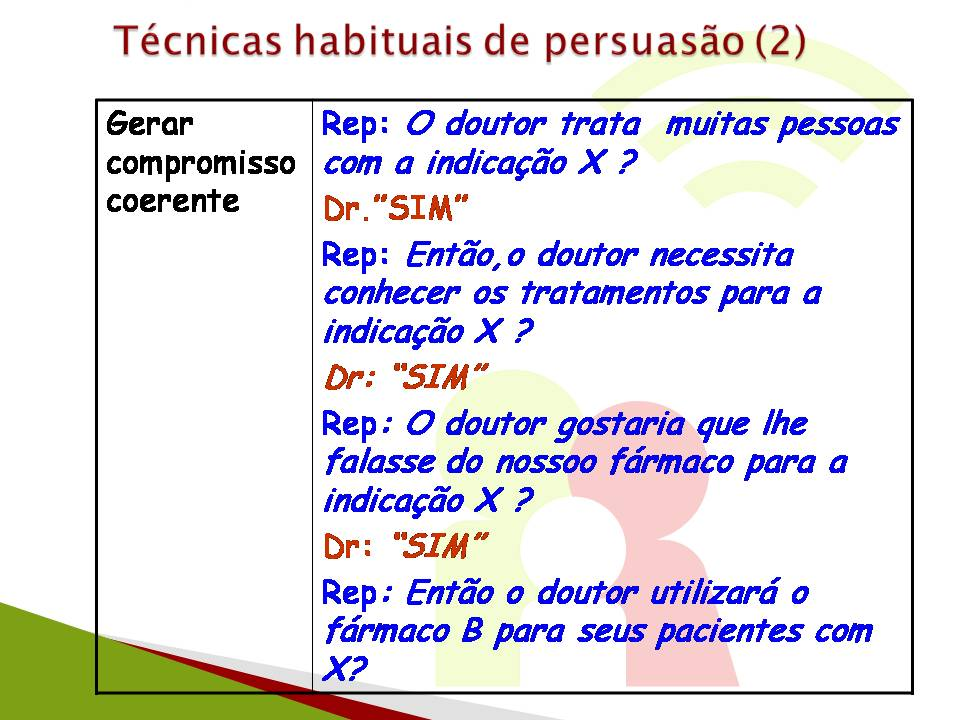 Técnicas habituais de persuasão (2)
Gerar
compromisso
coerente
Rep: O doutor trata  muitas pessoas
com a indicação X ?
Dr.”SIM”
Rep: Então,o doutor necessita
conhecer os tratamentos para a
indicação X ?
Dr: “SIM”
Rep: O doutor gostaria que lhe
falasse do nossoo fármaco para a
indicação X ?
Dr: “SIM”
Rep: Então o doutor utilizará o
fármaco B para seus pacientes com
X?